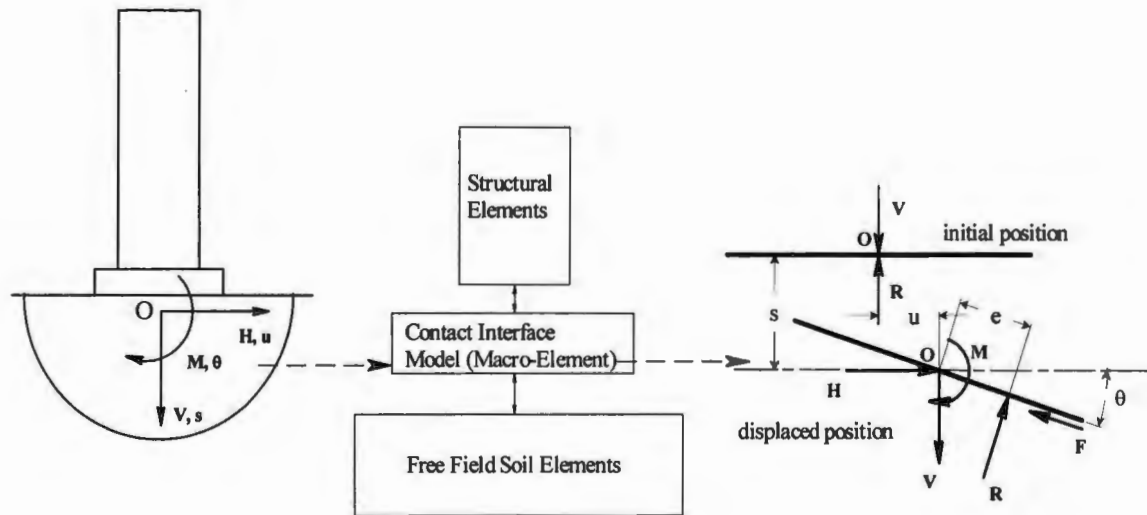 O
H, u
M, θ
V, s
Structural
Elements
Contact Interface
Model (Macro-Element)
Free Field Soil Elements
V
O
initial position
R
s
u
e
O
M
H
θ
displaced position
F
V
R